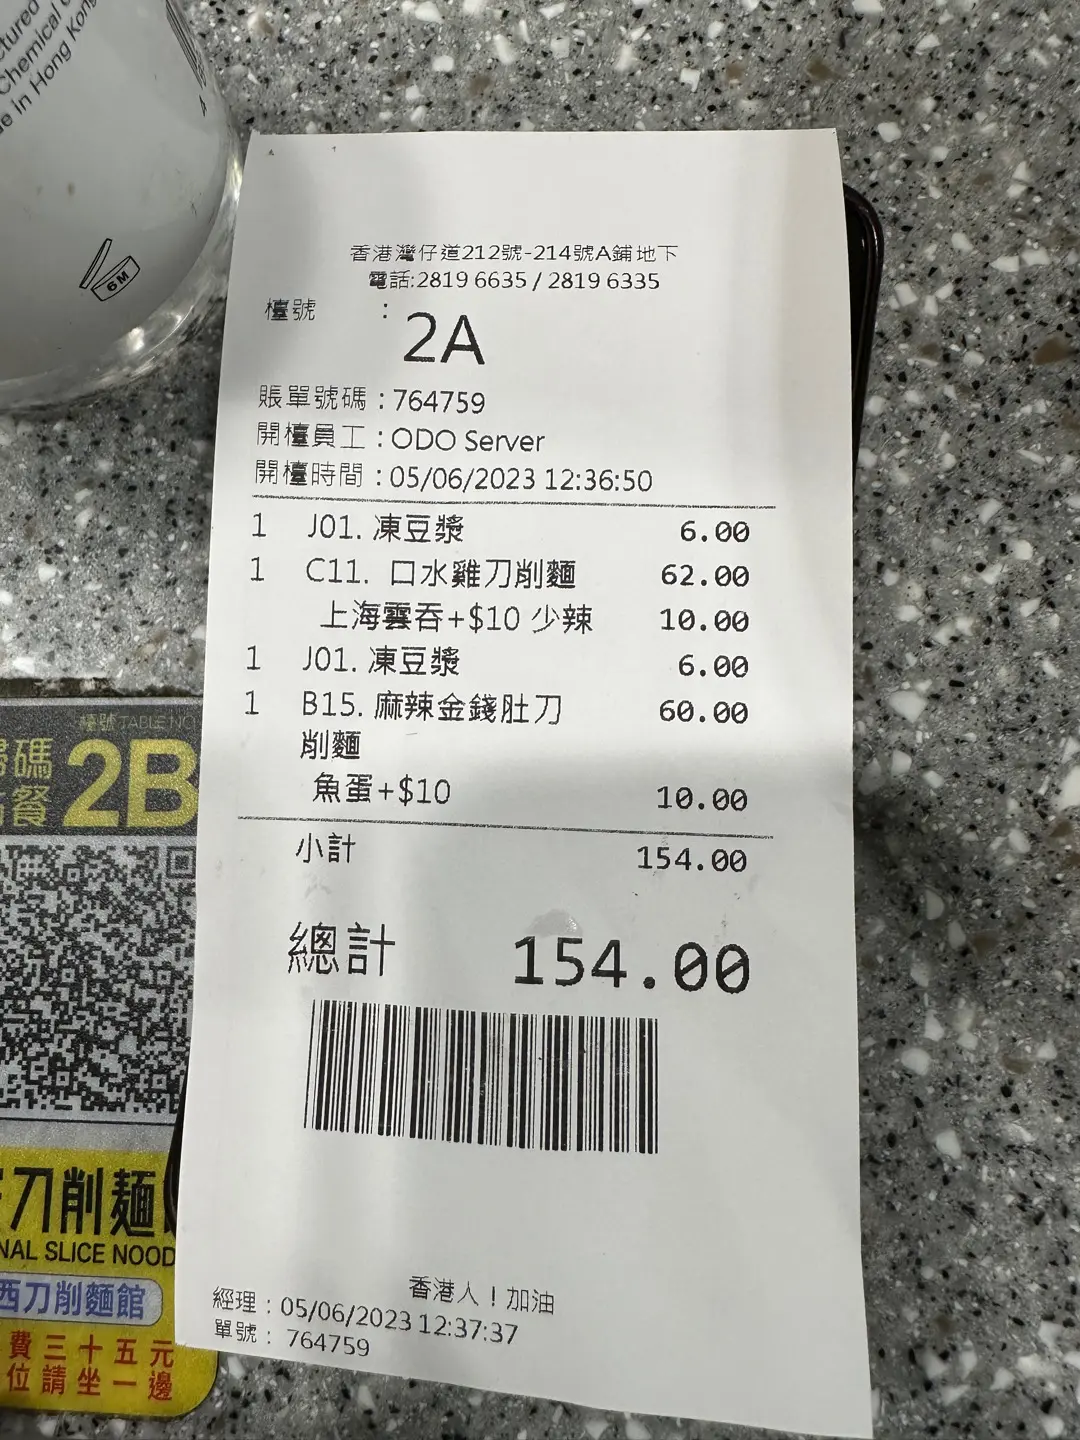 ctured
Chemical
e in Hong Kong
6M
香港灣仔道212號-214號A鋪地下
電話:2819 6635 / 2819 6335
檯號 : 2A
賬單號碼 : 764759
開檯員工 : ODO Server
開檯時間 : 05/06/2023 12:36:50
1 J01. 凍豆漿 6.00
1 C11. 口水雞刀削麵 62.00
上海雲吞+$10 少辣 10.00
1 J01. 凍豆漿 6.00
1 B15. 麻辣金錢肚刀 60.00
削麵
魚蛋+$10 10.00
小計 154.00
總計 154.00
香港人！加油
經理 : 05/06/2023 12:37:37
單號 : 764759
檯號 TABLE NO
碼
餐
2B
刀削麵
NAL SLICE NOOD
西刀削麵館
費三十五元
位請坐一邊